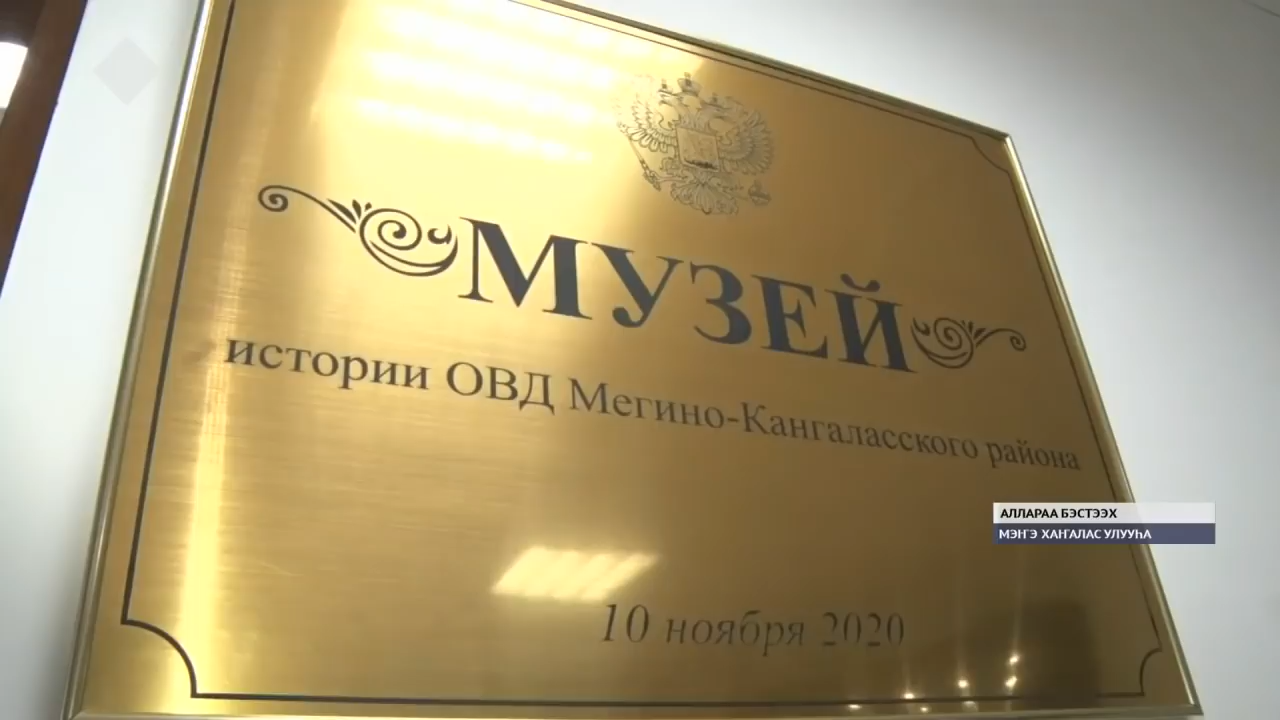 МУЗЕЙ
истории ОВД Мегино-Кангаласского района
10 ноября 2020
АЛЛАРАА БЭСТЭЭХ
МЭҤЭ ХАҤАЛАС УЛУУҺА